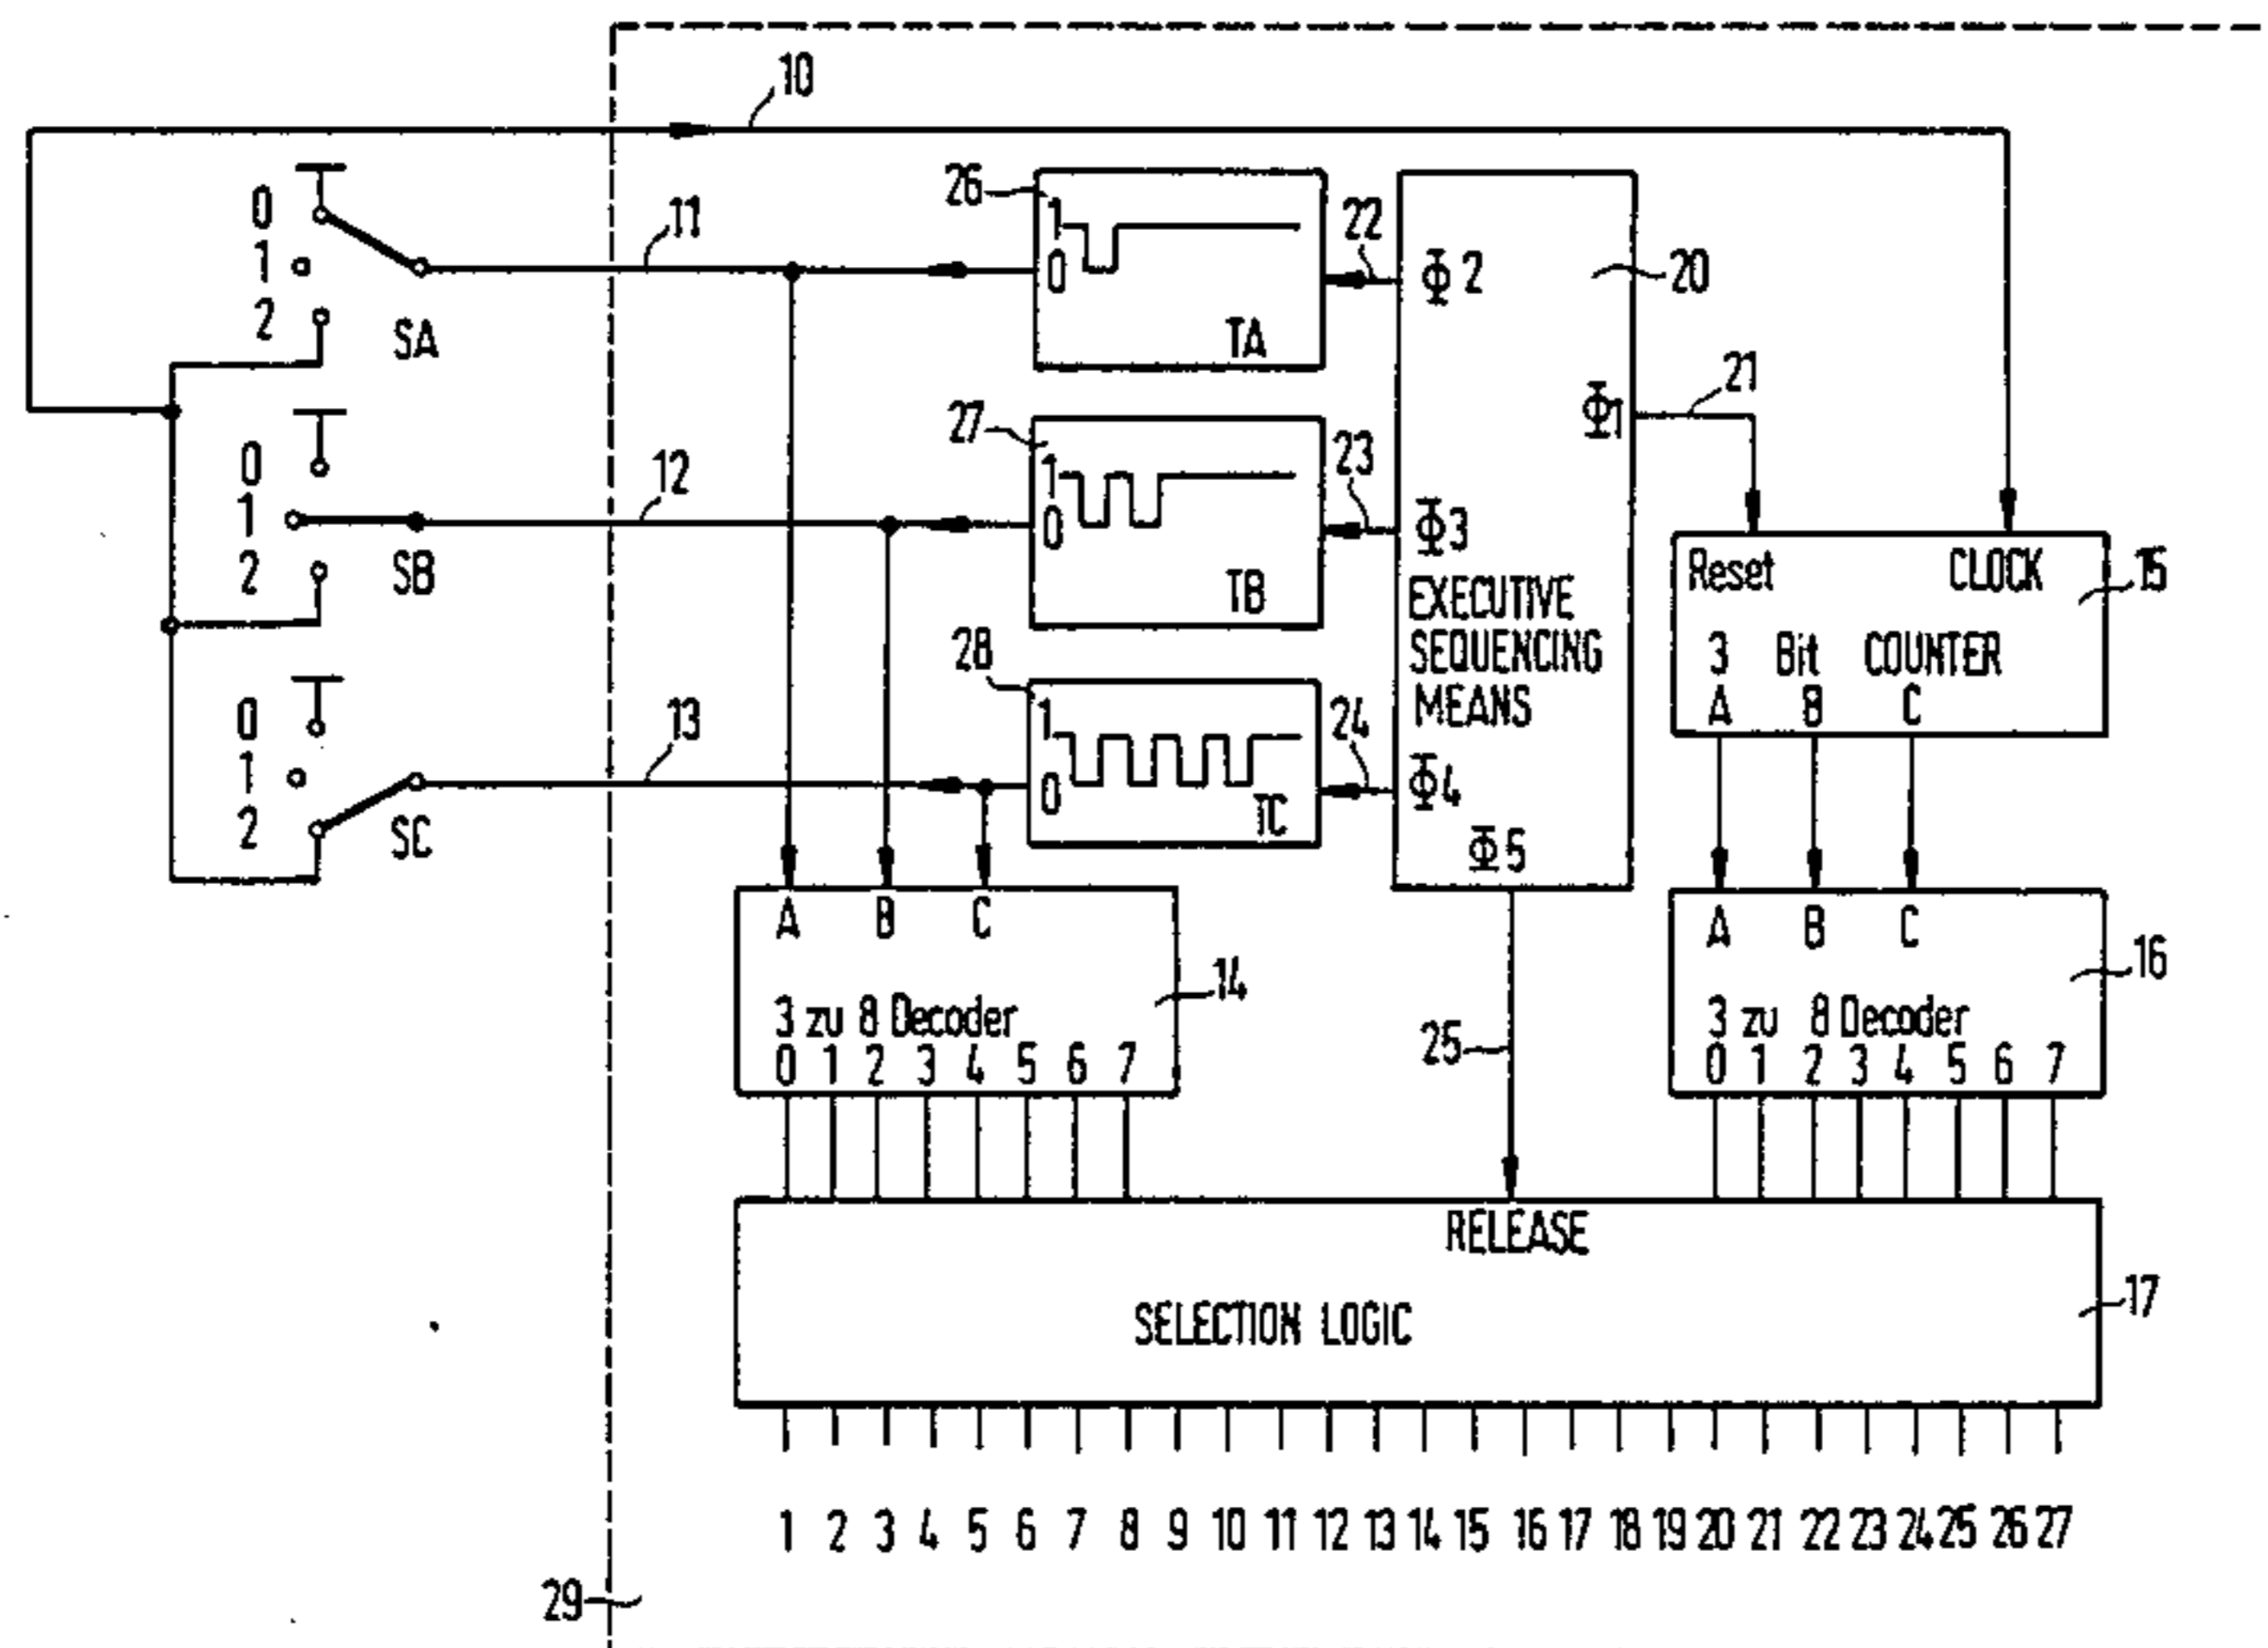 10
0
1
2
SA
11
26
1
0
TA
22
Φ2
20
21
Φ1
0
1
2
SB
12
27
1
0
TB
23
Φ3
EXECUTIVE
SEQUENCING
MEANS
Reset CLOCK
15
3 Bit COUNTER
A B C
0
1
2
SC
13
28
1
0
TC
24
Φ4
Φ5
A B C
14
3 zu 8 Decoder
0 1 2 3 4 5 6 7
25
A B C
16
3 zu 8 Decoder
0 1 2 3 4 5 6 7
RELEASE
SELECTION LOGIC
17
1 2 3 4 5 6 7 8 9 10 11 12 13 14 15 16 17 18 19 20 21 22 23 24 25 26 27
29